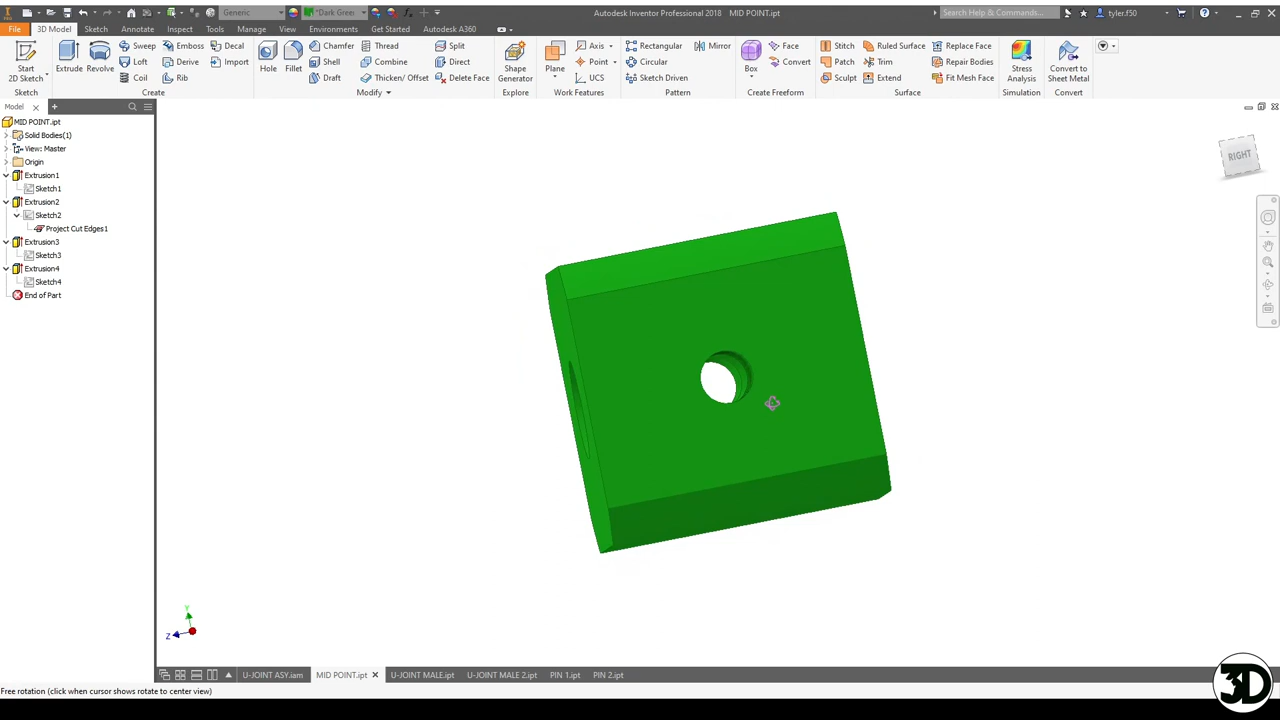 Generic
*Dark Gree
Autodesk Inventor Professional 2018 MID POINT.ipt
Search Help & Commands...
tyler.f50
File 3D Model Sketch Annotate Inspect Tools Manage View Environments Get Started Autodesk A360
Start
2D Sketch
Extrude
Revolve
Sweep
Loft
Coil
Emboss
Derive
Rib
Decal
Import
Hole
Fillet
Chamfer
Shell
Draft
Thread
Combine
Thicken/ Offset
Split
Direct
Delete Face
Shape
Generator
Plane
Axis
Point
UCS
Rectangular
Circular
Sketch Driven
Mirror
Box
Face
Convert
Stitch
Patch
Sculpt
Ruled Surface
Trim
Extend
Replace Face
Repair Bodies
Fit Mesh Face
Stress
Analysis
Convert to
Sheet Metal
Sketch Create Modify Explore Work Features Pattern Create Freeform Surface Simulation Convert
Model
MID POINT.ipt
Solid Bodies(1)
View: Master
Origin
Extrusion1
Sketch1
Extrusion2
Sketch2
Project Cut Edges1
Extrusion3
Sketch3
Extrusion4
Sketch4
End of Part
RIGHT
Y
Z
U-JOINT ASY.iam MID POINT.ipt U-JOINT MALE.ipt U-JOINT MALE 2.ipt PIN 1.ipt PIN 2.ipt
Free rotation (click when cursor shows rotate to center view)
3D